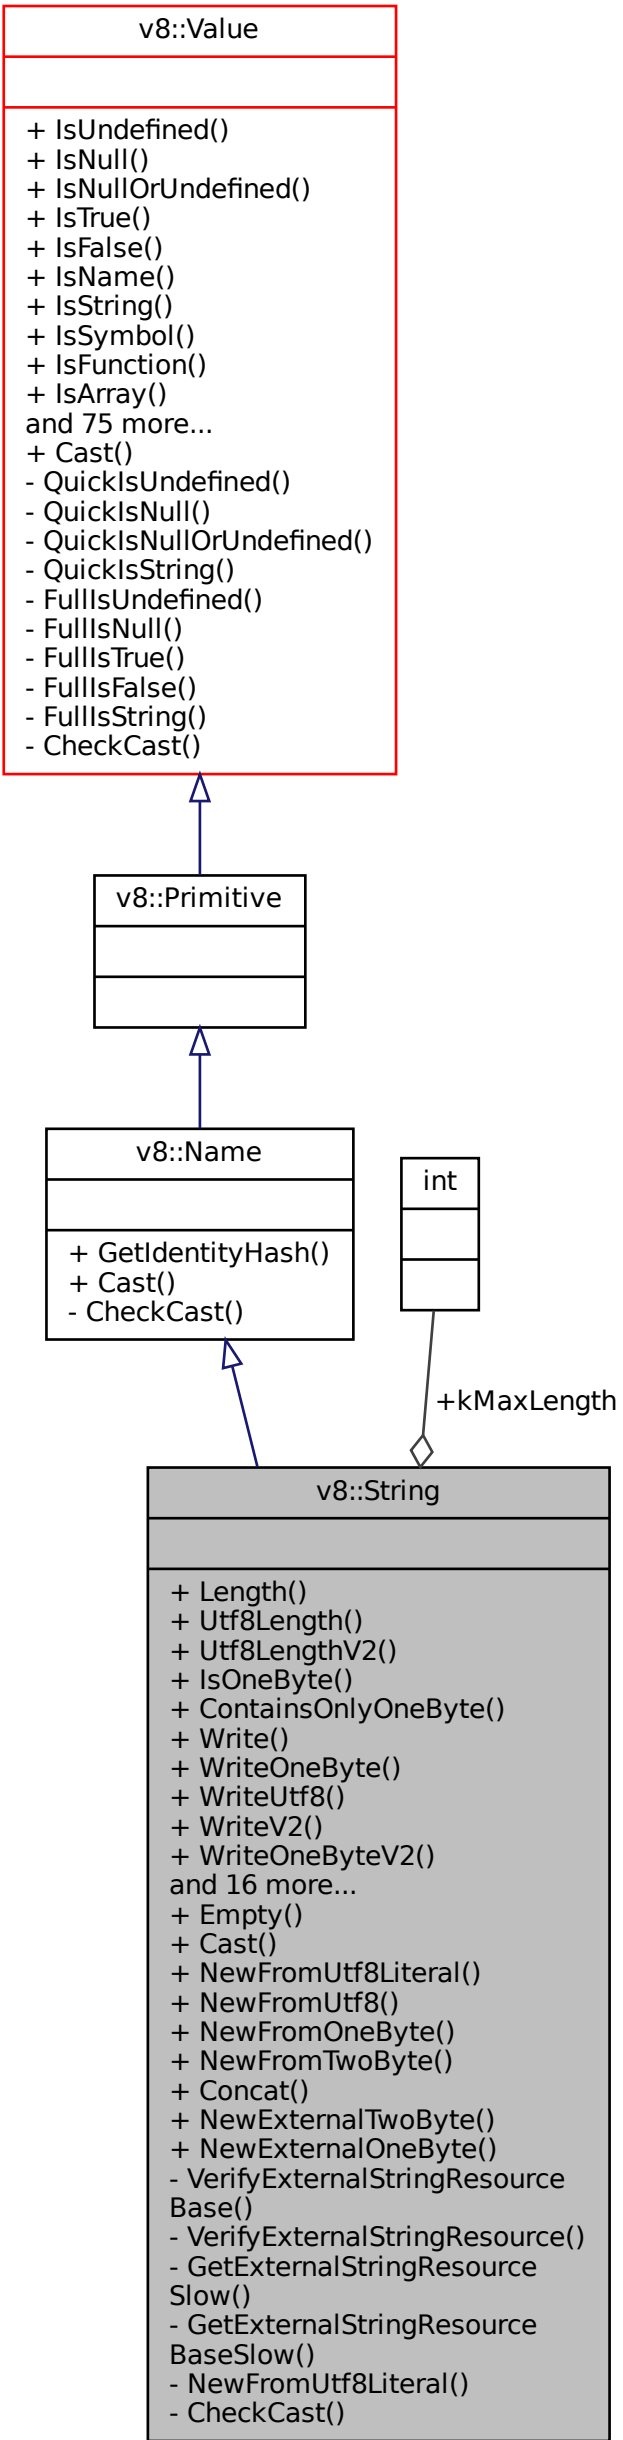 v8::Value
+ IsUndefined()
+ IsNull()
+ IsNullOrUndefined()
+ IsTrue()
+ IsFalse()
+ IsName()
+ IsString()
+ IsSymbol()
+ IsFunction()
+ IsArray()
and 75 more...
+ Cast()
- QuickIsUndefined()
- QuickIsNull()
- QuickIsNullOrUndefined()
- QuickIsString()
- FullIsUndefined()
- FullIsNull()
- FullIsTrue()
- FullIsFalse()
- FullIsString()
- CheckCast()
v8::Primitive
v8::Name
+ GetIdentityHash()
+ Cast()
- CheckCast()
int
+kMaxLength
v8::String
+ Length()
+ Utf8Length()
+ Utf8LengthV2()
+ IsOneByte()
+ ContainsOnlyOneByte()
+ Write()
+ WriteOneByte()
+ WriteUtf8()
+ WriteV2()
+ WriteOneByteV2()
and 16 more...
+ Empty()
+ Cast()
+ NewFromUtf8Literal()
+ NewFromUtf8()
+ NewFromOneByte()
+ NewFromTwoByte()
+ Concat()
+ NewExternalTwoByte()
+ NewExternalOneByte()
- VerifyExternalStringResource
Base()
- VerifyExternalStringResource()
- GetExternalStringResource
Slow()
- GetExternalStringResource
BaseSlow()
- NewFromUtf8Literal()
- CheckCast()